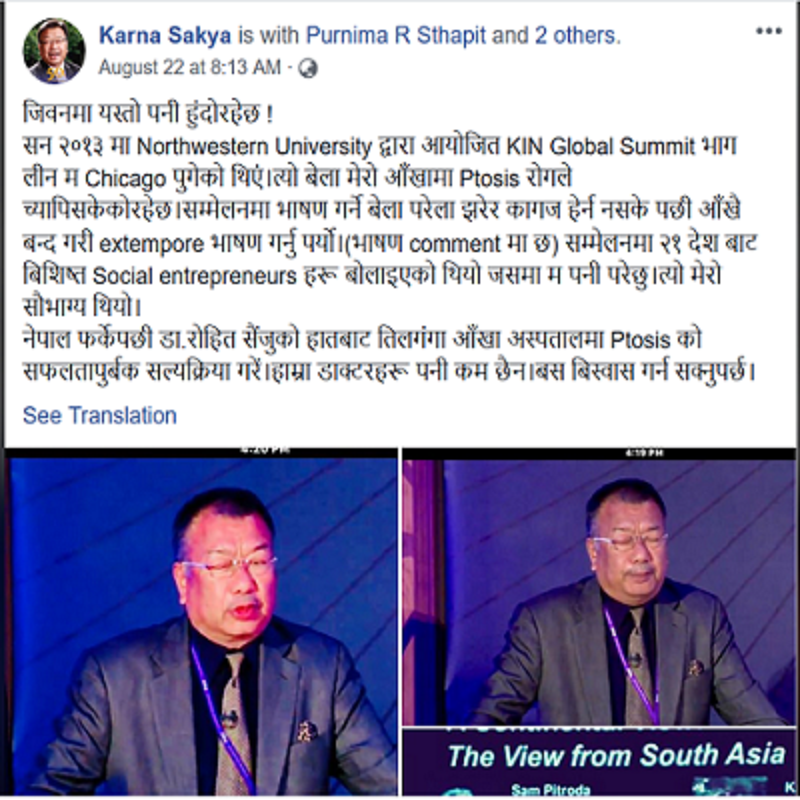 Karna Sakya is with Purnima R Sthapit and 2 others.
August 22 at 8:13 AM ·
जिवनमा यस्तो पनी हुंदोरहेछ !
सन २०१३ मा Northwestern University द्वारा आयोजित KIN Global Summit भाग
लीन म Chicago पुगेको थिएं।त्यो बेला मेरो आँखामा Ptosis रोगले
च्यापिसकेकोरहेछ।सम्मेलनमा भाषण गर्ने बेला परेला झरेर कागज हेर्न नसके पछी आँखै
बन्द गरी extempore भाषण गर्नु पर्यो।(भाषण comment मा छ) सम्मेलनमा २१ देश बाट
बिशिष्त Social entrepreneurs हरू बोलाइएको थियो जसमा म पनी परेछु।त्यो मेरो
सौभाग्य थियो।
नेपाल फर्केपछी डा.रोहित सैंजुको हातबाट तिलगंगा आँखा अस्पतालमा Ptosis को
सफलतापुर्बक सल्यक्रिया गरें।हाम्रा डाक्टरहरू पनी कम छैन।बस बिस्वास गर्न सक्नुपर्छ।
See Translation
4:20 PM
4:19 PM
The View from South Asia
Sam Pitroda
K